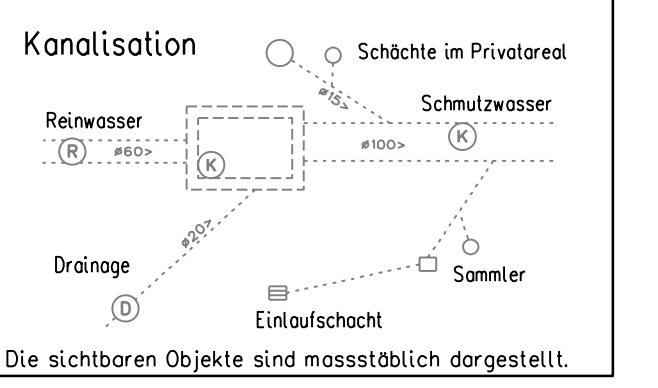 Kanalisation
Schächte im Privatareal
ø15>
Schmutzwasser
Reinwasser
R
ø60>
K
ø100>
K
ø20>
Drainage
Sammler
D
Einlaufschacht
Die sichtbaren Objekte sind massstäblich dargestellt.